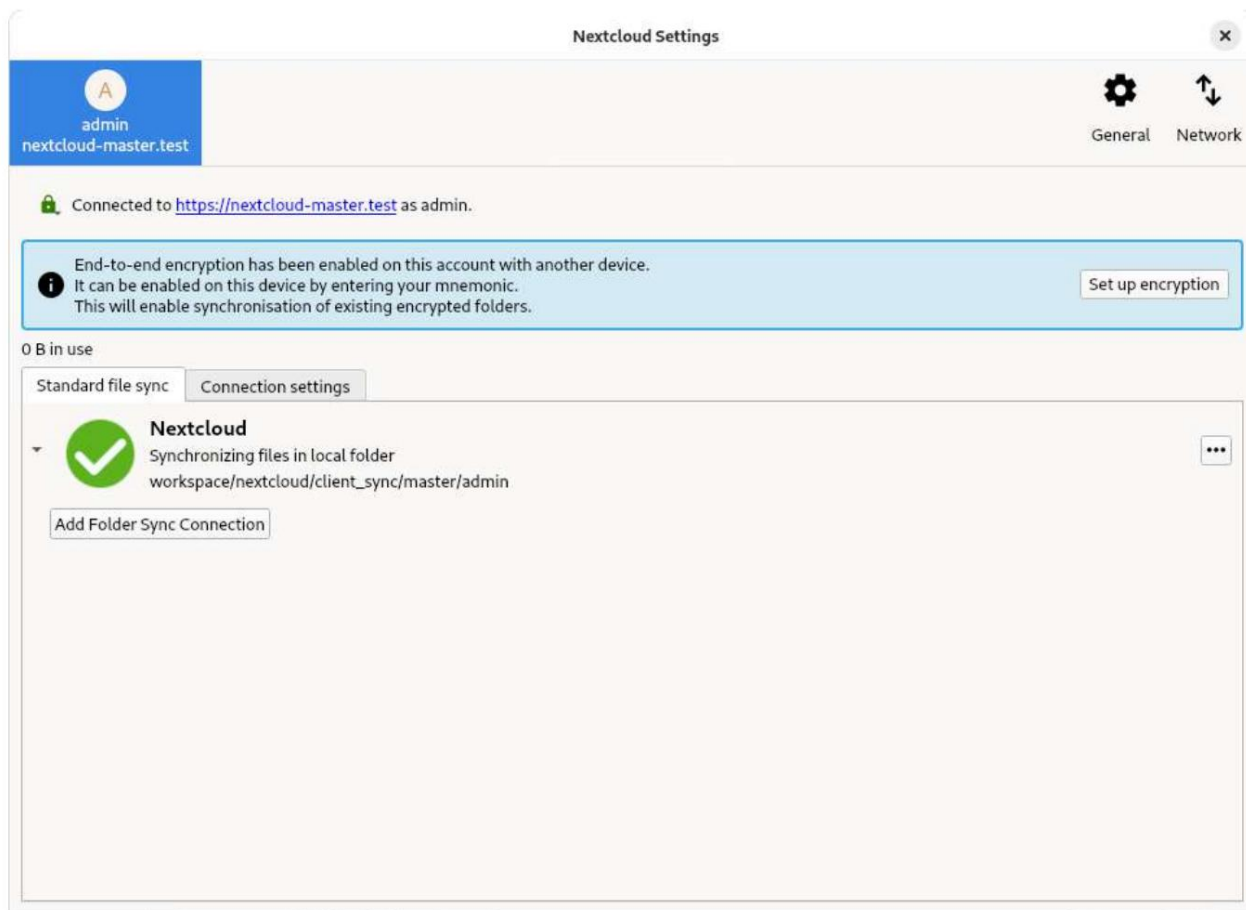 Nextcloud Settings
A
admin
nextcloud-master.test
General
Network
Connected to https://nextcloud-master.test as admin.
End-to-end encryption has been enabled on this account with another device.
It can be enabled on this device by entering your mnemonic.
This will enable synchronisation of existing encrypted folders.
Set up encryption
0 B in use
Standard file sync
Connection settings
Nextcloud
Synchronizing files in local folder
workspace/nextcloud/client_sync/master/admin
Add Folder Sync Connection